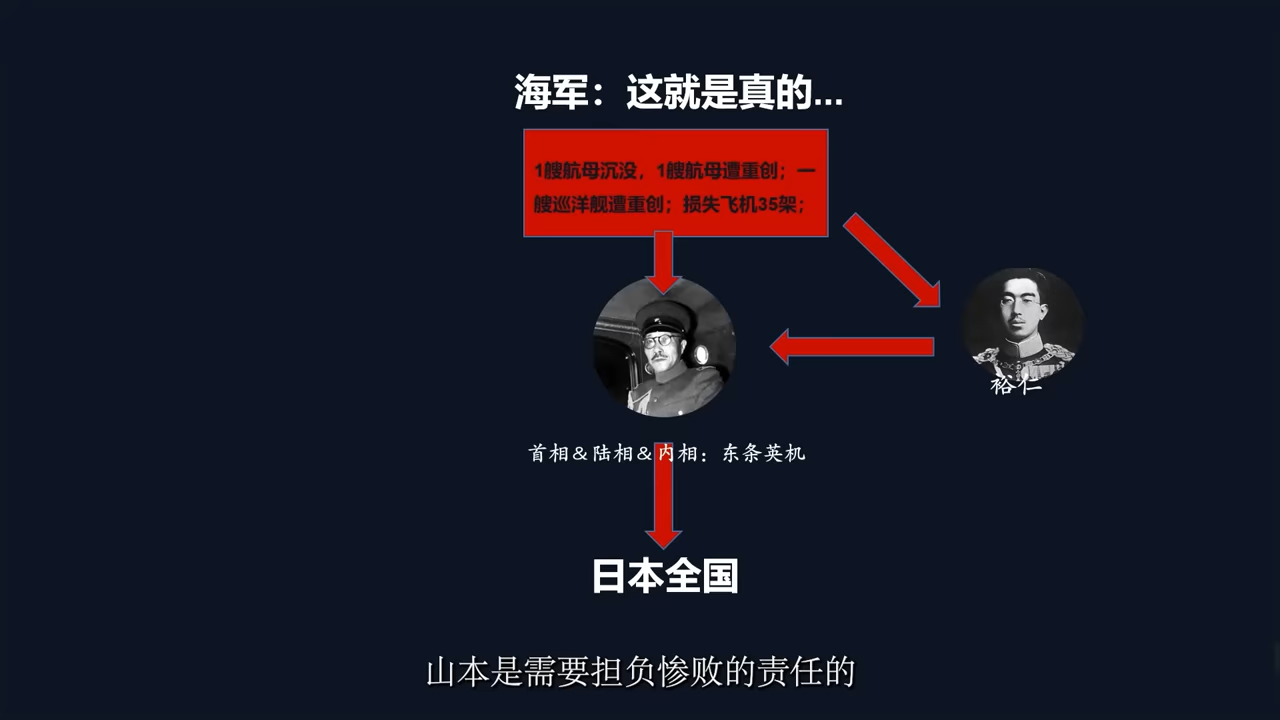 海军：这就是真的...
1艘航母沉没，1艘航母遭重创；一
艘巡洋舰遭重创；损失飞机35架；
裕仁
首相＆陆相＆内相：东条英机
日本全国
山本是需要担负惨败的责任的